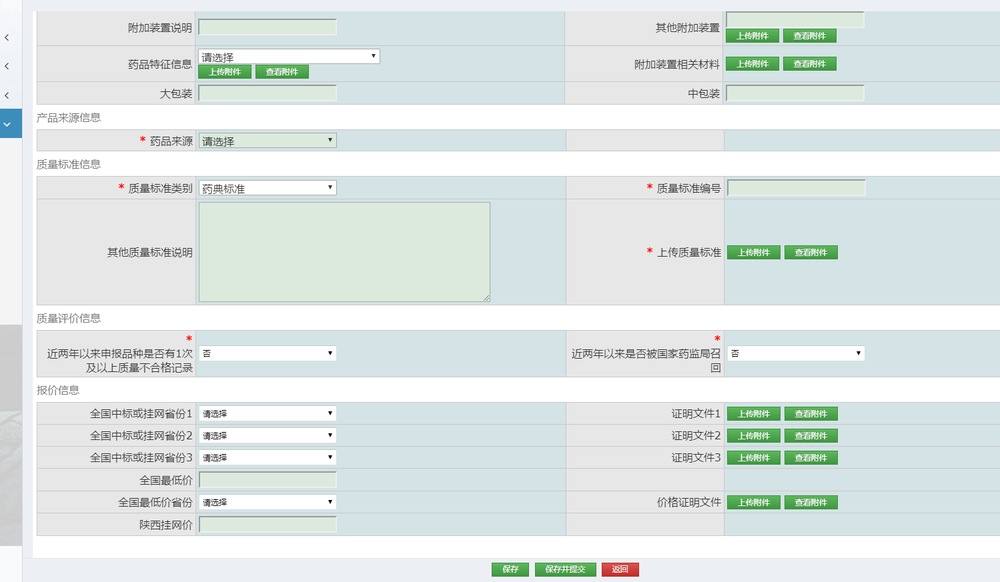 附加装置说明
其他附加装置
上传附件 查看附件
药品特征信息 请选择
上传附件 查看附件
附加装置相关材料 上传附件 查看附件
大包装
中包装
产品来源信息
* 药品来源 请选择
质量标准信息
* 质量标准类别 药典标准
* 质量标准编号
其他质量标准说明
* 上传质量标准 上传附件 查看附件
质量评价信息
*
近两年以来申报品种是否有1次
及以上质量不合格记录
否
*
近两年以来是否被国家药监局召
回
否
报价信息
全国中标或挂网省份1 请选择 证明文件1 上传附件 查看附件
全国中标或挂网省份2 请选择 证明文件2 上传附件 查看附件
全国中标或挂网省份3 请选择 证明文件3 上传附件 查看附件
全国最低价
全国最低价省份 请选择 价格证明文件 上传附件 查看附件
陕西挂网价
保存 保存并提交 返回